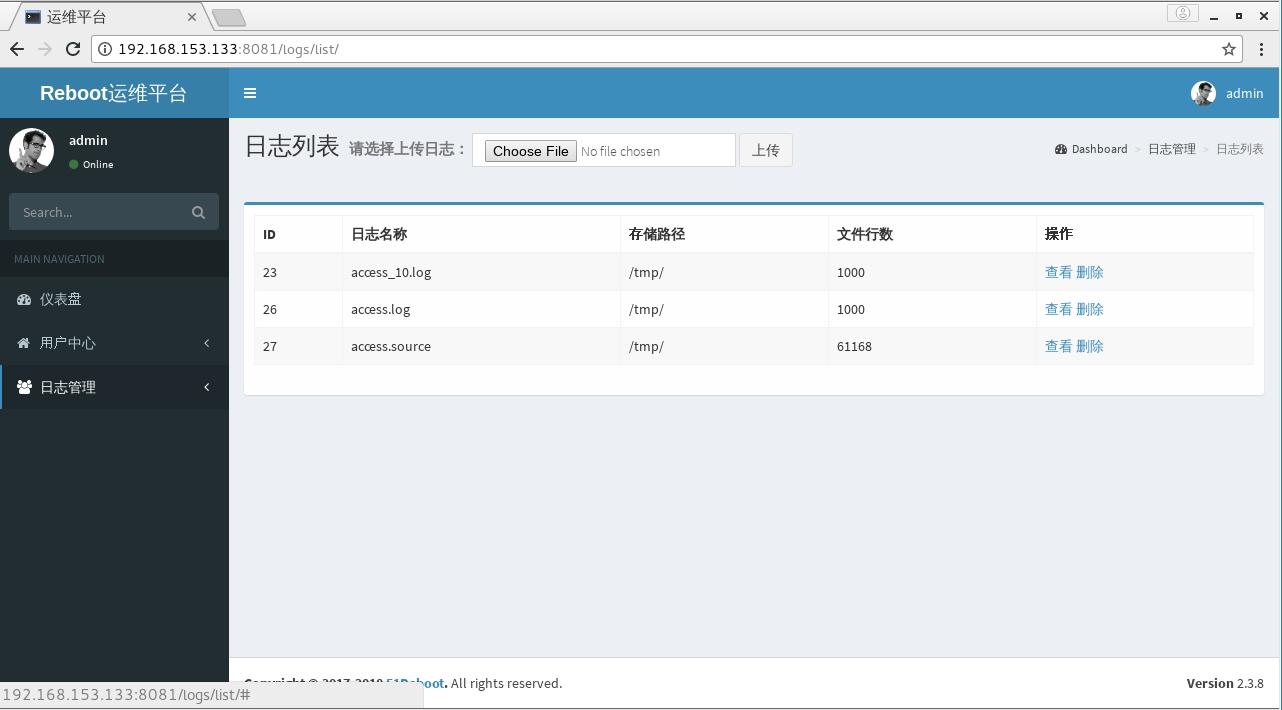 运维平台
192.168.153.133:8081/logs/list/
Reboot运维平台
admin
admin
Online
日志列表 请选择上传日志： Choose File No file chosen 上传
Dashboard > 日志管理 > 日志列表
Search...
MAIN NAVIGATION
仪表盘
用户中心
日志管理
ID 日志名称 存储路径 文件行数 操作
23 access_10.log /tmp/ 1000 查看 删除
26 access.log /tmp/ 1000 查看 删除
27 access.source /tmp/ 61168 查看 删除
Copyright © 2017-2018 51Reboot. All rights reserved.
Version 2.3.8
192.168.153.133:8081/logs/list/#